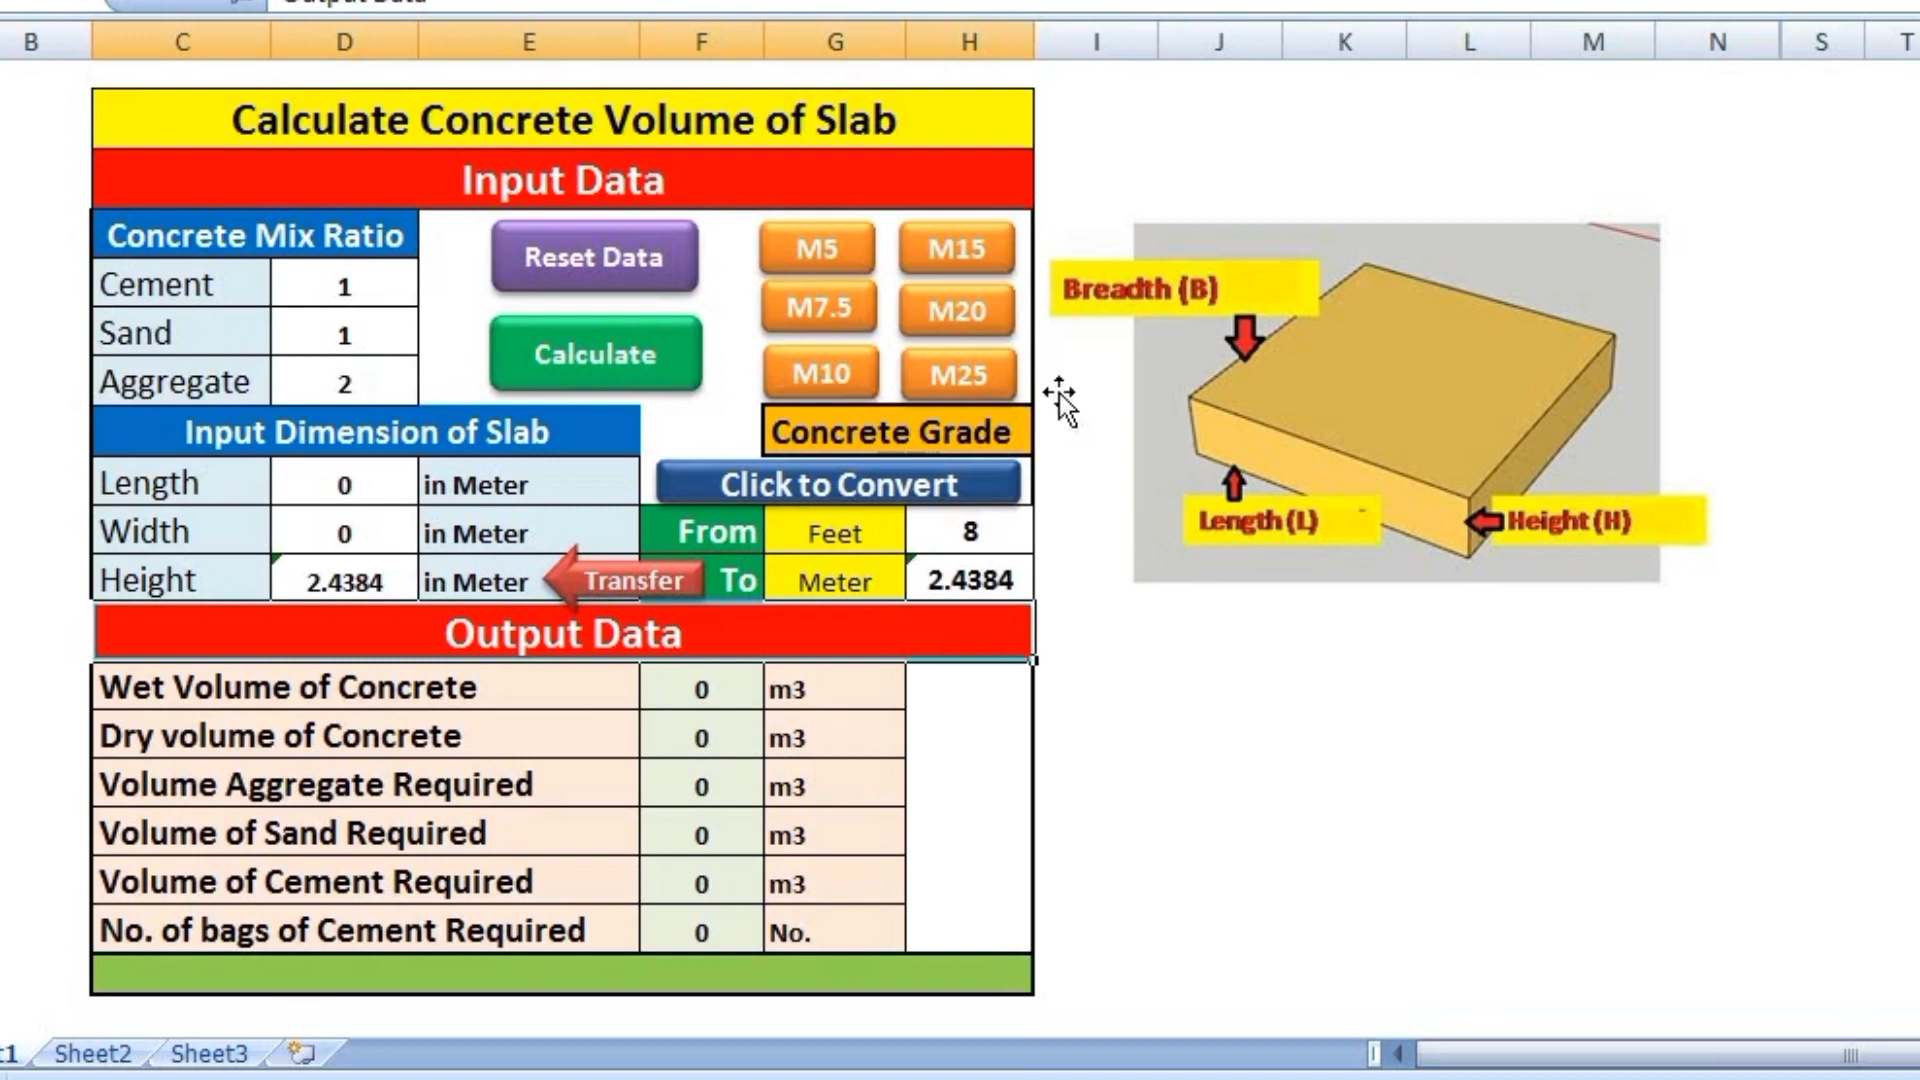 B C D E F G H I J K L M N S T
Calculate Concrete Volume of Slab
Input Data
Concrete Mix Ratio
Cement 1
Sand 1
Aggregate 2
Reset Data
Calculate
M5 M15
M7.5 M20
M10 M25
Concrete Grade
Input Dimension of Slab
Length 0 in Meter
Click to Convert
Width 0 in Meter From Feet 8
Height 2.4384 in Meter Transfer To Meter 2.4384
Output Data
Wet Volume of Concrete 0 m3
Dry volume of Concrete 0 m3
Volume Aggregate Required 0 m3
Volume of Sand Required 0 m3
Volume of Cement Required 0 m3
No. of bags of Cement Required 0 No.
Breadth (B)
Length (L)
Height (H)
t1 Sheet2 Sheet3